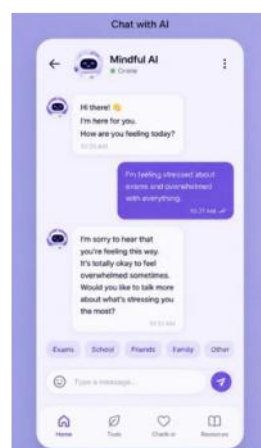 Chat with AI
Mindful AI
Online
Hi there! 👋
I'm here for you.
How are you feeling today?
I'm feeling stressed about
exams and overwhelmed
with everything.
10:31 AM
I'm sorry to hear that
you're feeling this way.
It's totally okay to feel
overwhelmed sometimes.
Would you like to talk more
about what's stressing you
the most?
Exams School Friends Family Other
Type a message...
Home Tools Check-in Resources